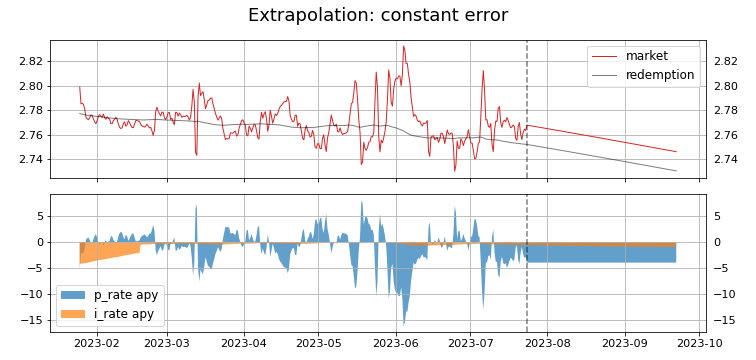 Extrapolation: constant error
2.82 2.82
2.80 2.80
2.78 2.78
2.76 2.76
2.74 2.74
market
redemption
5 5
0 0
−5 −5
−10 −10
−15 −15
p_rate apy
i_rate apy
2023-02 2023-03 2023-04 2023-05 2023-06 2023-07 2023-08 2023-09 2023-10